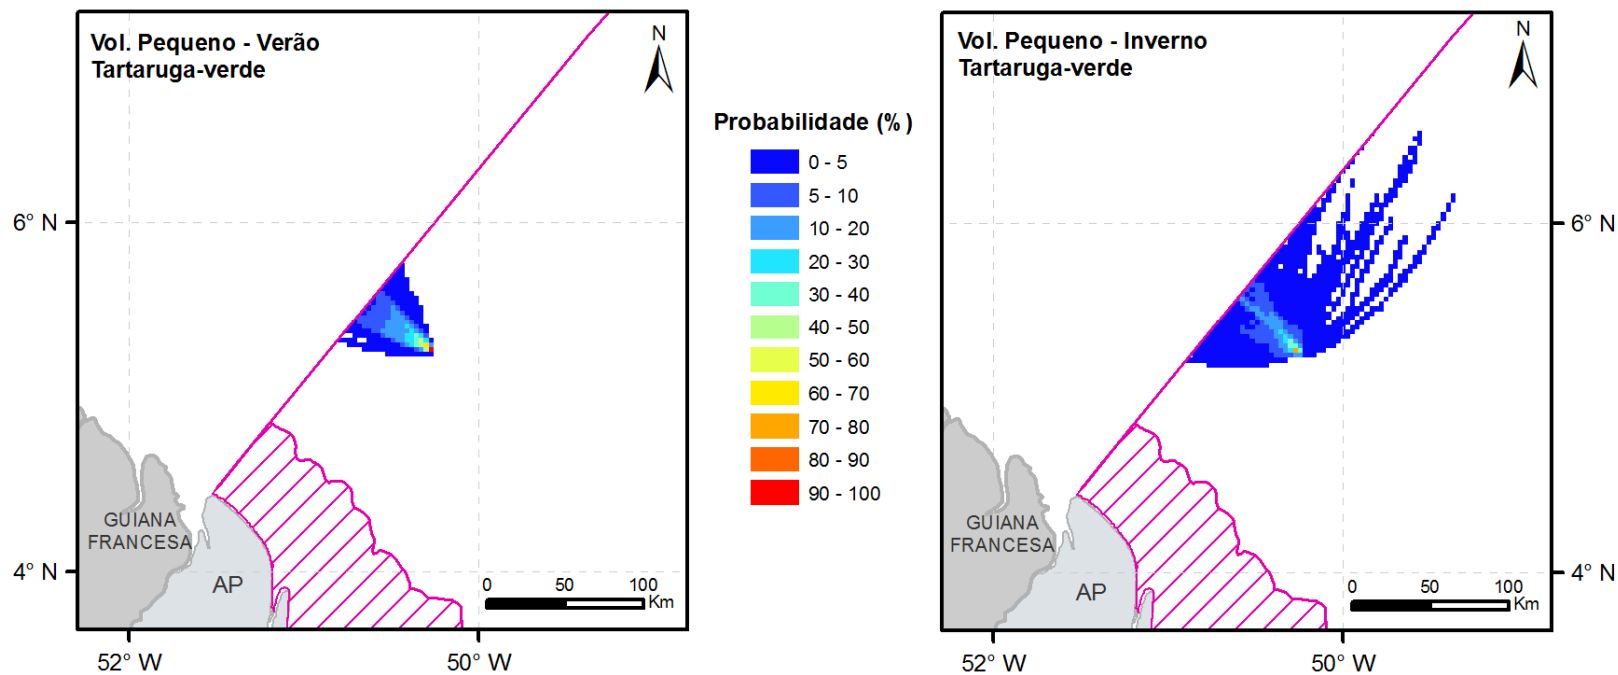 Vol. Pequeno - Verão
Tartaruga-verde
N
6° N
GUIANA
FRANCESA
AP
4° N
0 50 100
Km
52° W
50° W
Probabilidade (%)
0 - 5
5 - 10
10 - 20
20 - 30
30 - 40
40 - 50
50 - 60
60 - 70
70 - 80
80 - 90
90 - 100
Vol. Pequeno - Inverno
Tartaruga-verde
N
6° N
GUIANA
FRANCESA
AP
4° N
0 50 100
Km
52° W
50° W